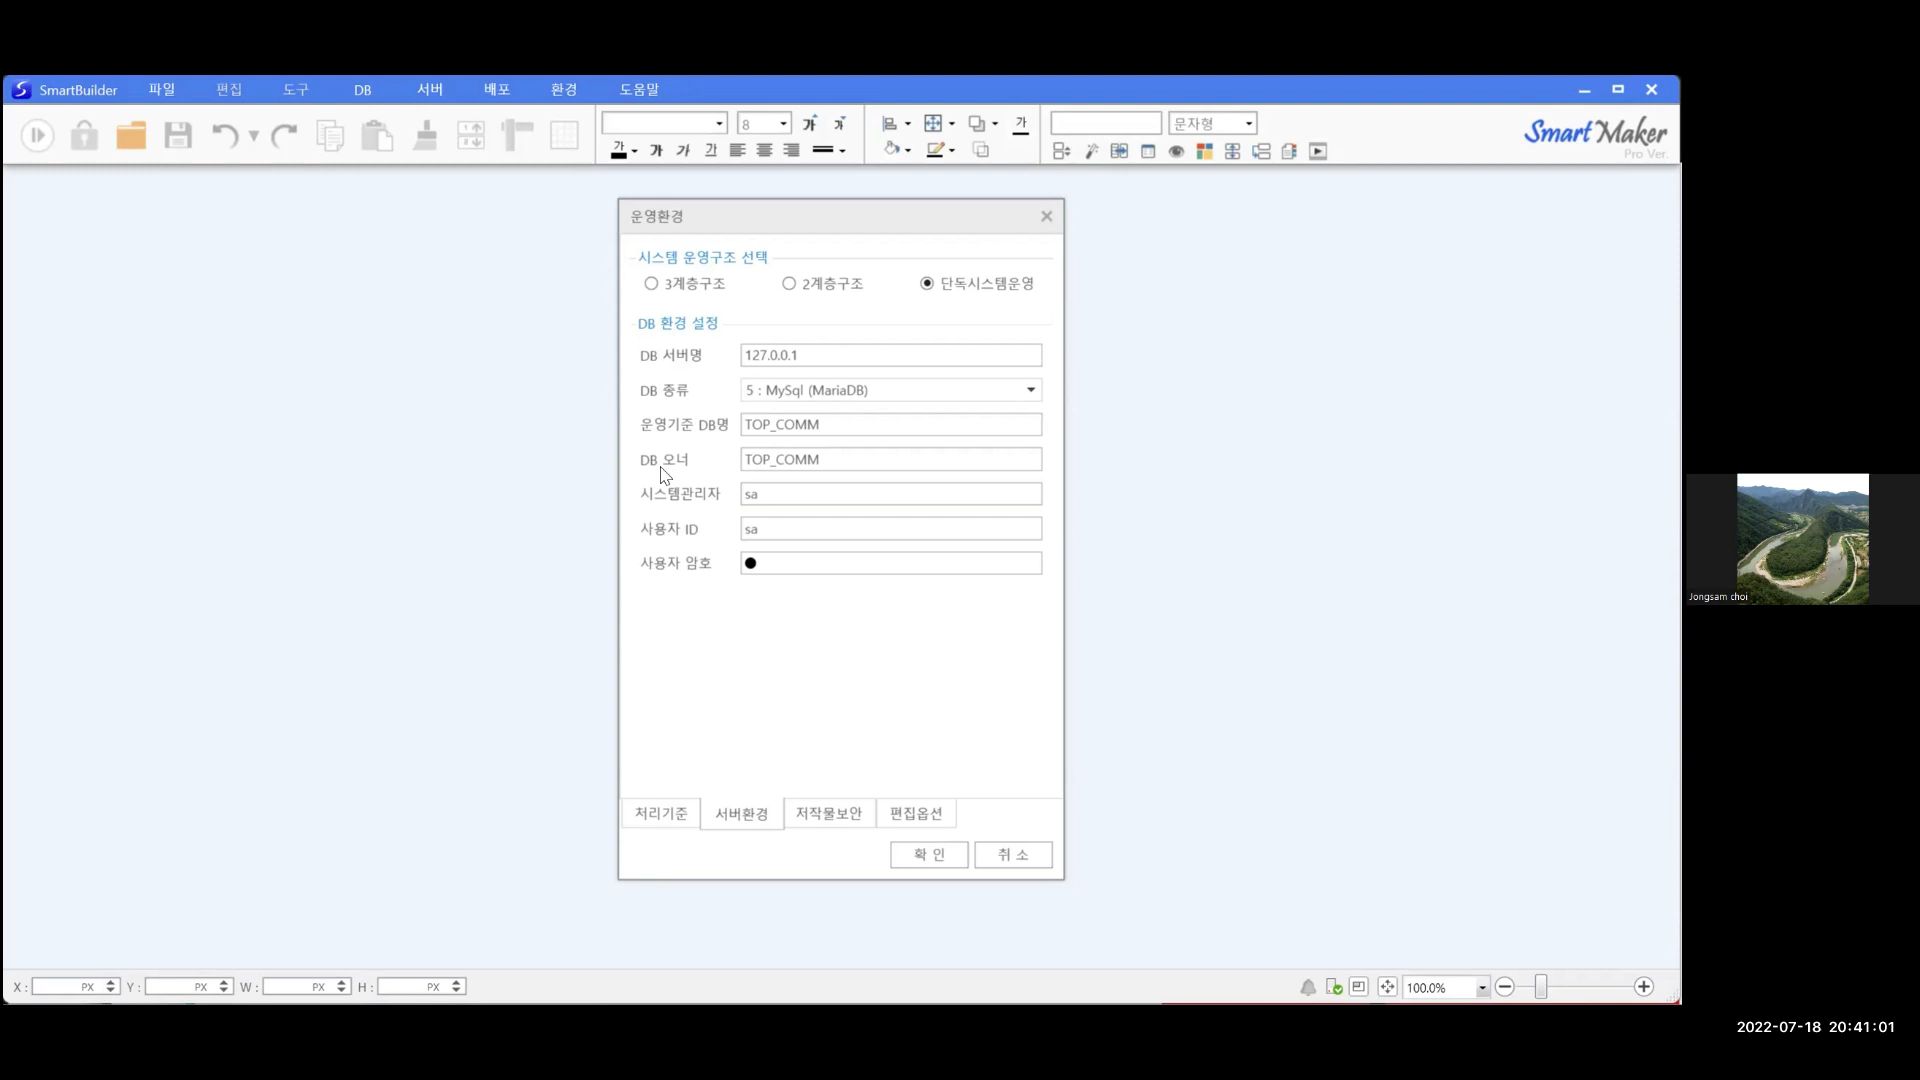 SmartBuilder 파일 편집 도구 DB 서버 배포 환경 도움말
8 가 가
가 문자형
가 가 가 가
Smart Maker
Pro Ver.
운영환경
시스템 운영구조 선택
3계층구조 2계층구조 단독시스템운영
DB 환경 설정
DB 서버명 127.0.0.1
DB 종류 5 : MySql (MariaDB)
운영기준 DB명 TOP_COMM
DB 오너 TOP_COMM
시스템관리자 sa
사용자 ID sa
사용자 암호
Jongsam choi
처리기준 서버환경 저작물보안 편집옵션
확 인 취 소
X : PX Y : PX W : PX H : PX 100.0%
2022-07-18 20:41:01